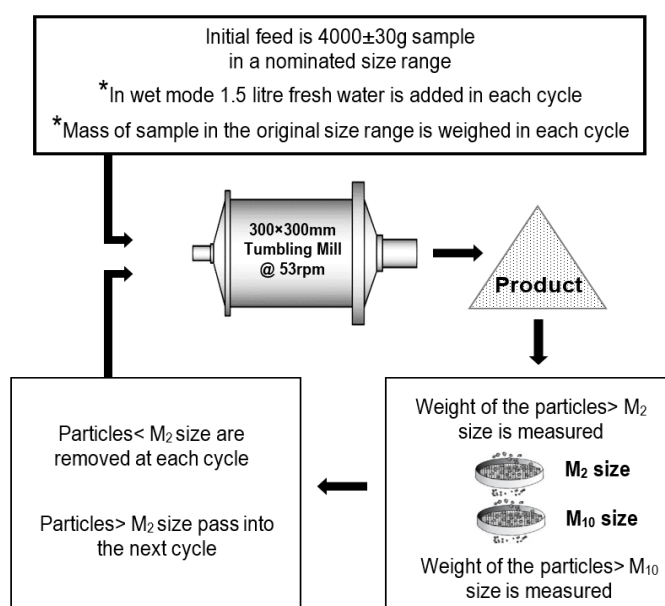 Initial feed is 4000±30g sample
in a nominated size range
*In wet mode 1.5 litre fresh water is added in each cycle
*Mass of sample in the original size range is weighed in each cycle
300×300mm
Tumbling Mill
@ 53rpm
Product
Weight of the particles> M₂
size is measured
M₂ size
M₁₀ size
Weight of the particles> M₁₀
size is measured
Particles< M₂ size are
removed at each cycle
Particles> M₂ size pass into
the next cycle